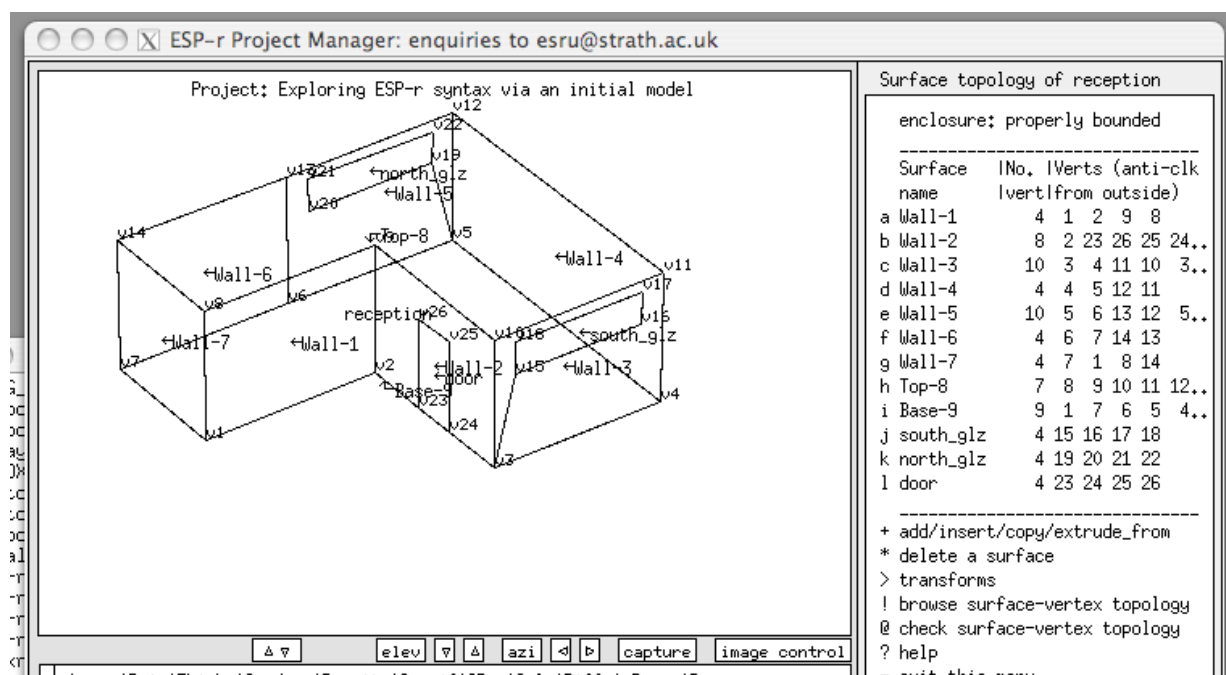 ESP-r Project Manager: enquiries to esru@strath.ac.uk
Project: Exploring ESP-r syntax via an initial model
v12
v22
v19
v21
north_glz
v20
Wall-5
v14
v5
Top-8
Wall-4
v11
Wall-6
v17
v8
v6
reception
v26
v16
v25
v18
south_glz
Wall-7
Wall-1
v7
v2
Wall-2
v15
Wall-3
door
Base-9
v23
v4
v24
v1
v3
elev
azi
capture
image control
Surface topology of reception
enclosure: properly bounded
Surface |No. |Verts (anti-clk
name |vert|from outside)
a Wall-1 4 1 2 9 8
b Wall-2 8 2 23 26 25 24..
c Wall-3 10 3 4 11 10 3..
d Wall-4 4 4 5 12 11
e Wall-5 10 5 6 13 12 5..
f Wall-6 4 6 7 14 13
g Wall-7 4 7 1 8 14
h Top-8 7 8 9 10 11 12..
i Base-9 9 1 7 6 5 4..
j south_glz 4 15 16 17 18
k north_glz 4 19 20 21 22
l door 4 23 24 25 26
+ add/insert/copy/extrude_from
* delete a surface
> transforms
! browse surface-vertex topology
@ check surface-vertex topology
? help